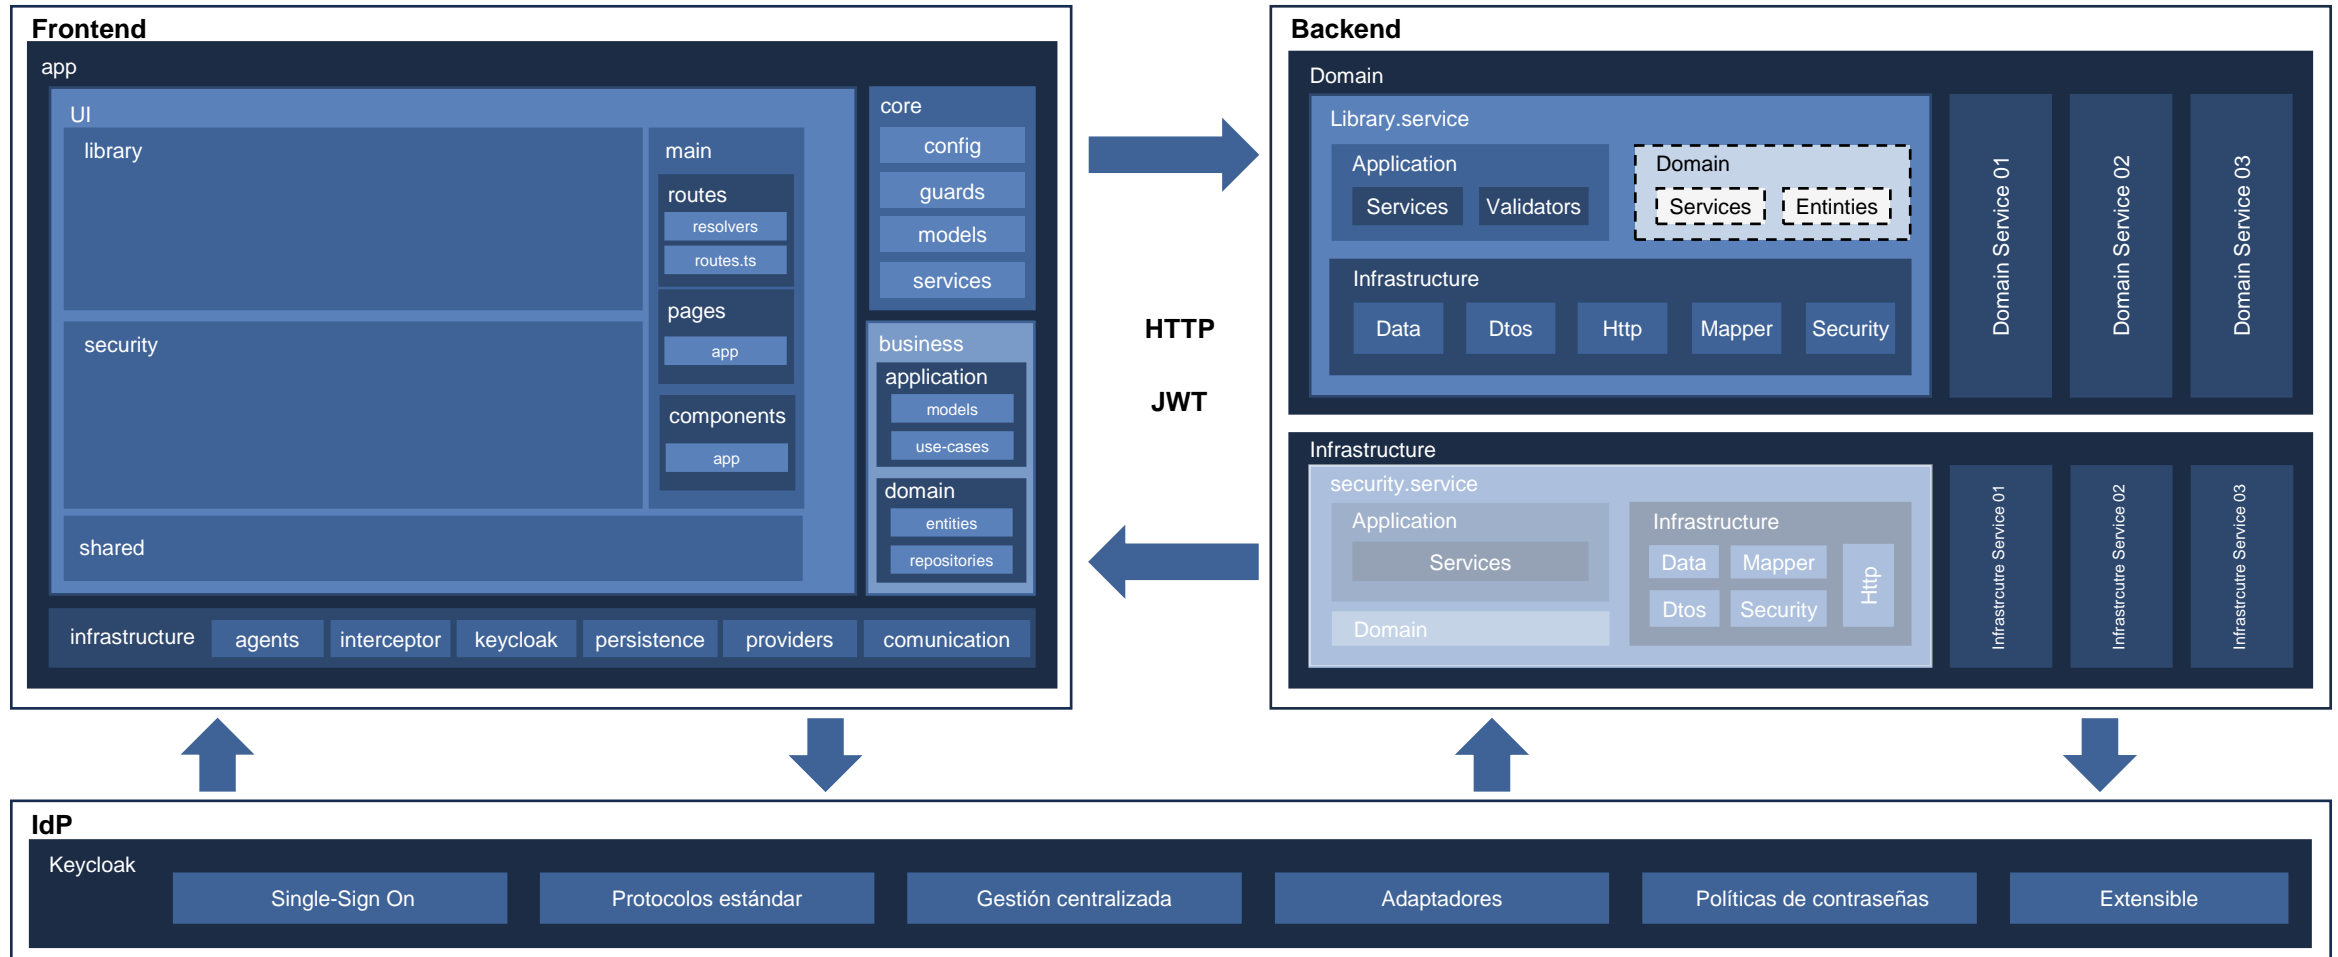 Frontend
app
UI
library
security
shared
main
routes
resolvers
routes.ts
pages
app
components
app
core
config
guards
models
services
business
application
models
use-cases
domain
entities
repositories
infrastructure
agents
interceptor
keycloak
persistence
providers
comunication
HTTP
JWT
Backend
Domain
Library.service
Application
Services
Validators
Domain
Services
Entinties
Infrastructure
Data
Dtos
Http
Mapper
Security
Domain Service 01
Domain Service 02
Domain Service 03
Infrastructure
security.service
Application
Services
Domain
Infrastructure
Data
Mapper
Dtos
Security
Http
Infrastrcutre Service 01
Infrastrcutre Service 02
Infrastrcutre Service 03
IdP
Keycloak
Single-Sign On
Protocolos estándar
Gestión centralizada
Adaptadores
Políticas de contraseñas
Extensible